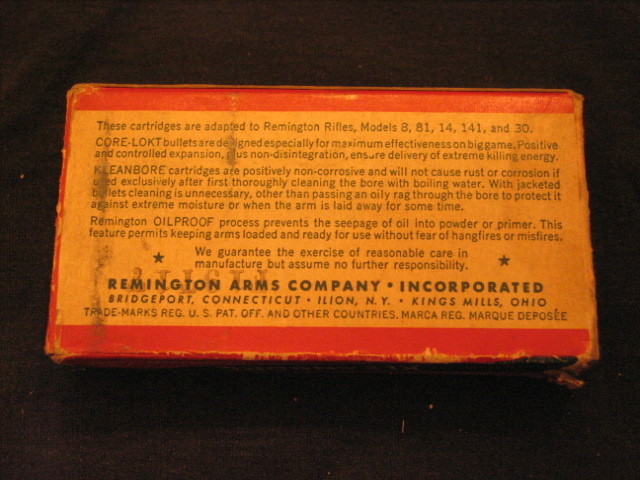 These cartridges are adapted to Remington Rifles, Models 8, 81, 14, 141, and 30.
CORE-LOKT bullets are designed especially for maximum effectiveness on big game. Positive
and controlled expansion, plus non-disintegration, ensure delivery of extreme killing energy.
KLEANBORE cartridges are positively non-corrosive and will not cause rust or corrosion if
used exclusively after first thoroughly cleaning the bore with boiling water. With jacketed
bullets cleaning is unnecessary, other than passing an oily rag through the bore to protect it
against extreme moisture or when the arm is laid away for some time.
Remington OILPROOF process prevents the seepage of oil into powder or primer. This
feature permits keeping arms loaded and ready for use without fear of hangfires or misfires.
We guarantee the exercise of reasonable care in
manufacture but assume no further responsibility.
REMINGTON ARMS COMPANY • INCORPORATED
BRIDGEPORT, CONNECTICUT • ILION, N.Y. • KINGS MILLS, OHIO
TRADE-MARKS REG. U. S. PAT. OFF. AND OTHER COUNTRIES. MARCA REG. MARQUE DEPOSÉE